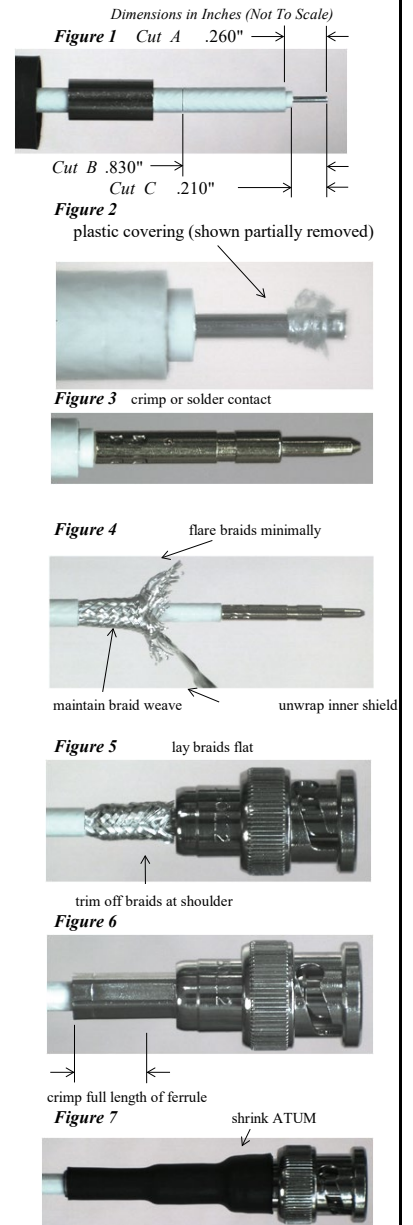 Dimensions in Inches (Not To Scale)
Figure 1 Cut A .260"
Cut B .830"
Cut C .210"
Figure 2
plastic covering (shown partially removed)
Figure 3 crimp or solder contact
Figure 4 flare braids minimally
maintain braid weave unwrap inner shield
Figure 5 lay braids flat
trim off braids at shoulder
Figure 6
crimp full length of ferrule
Figure 7 shrink ATUM